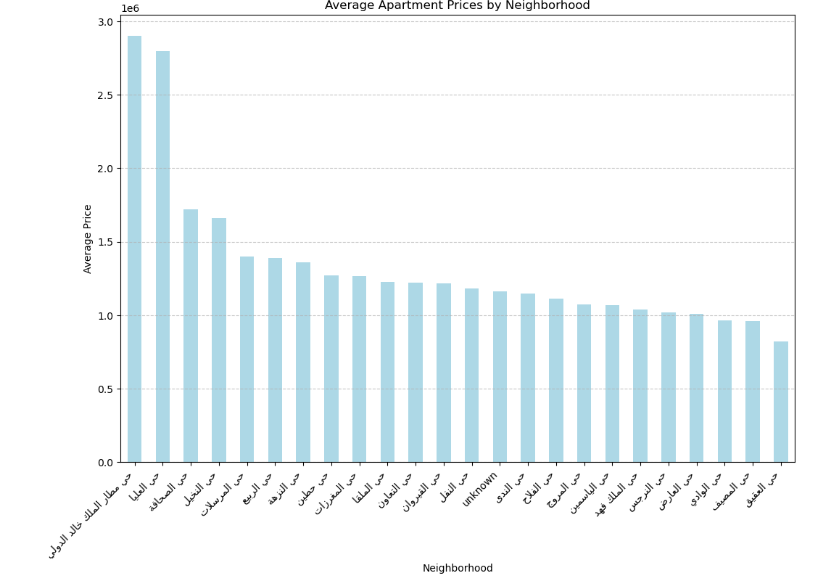 Average Apartment Prices by Neighborhood
1e6
3.0
2.5
2.0
1.5
1.0
0.5
0.0
Average Price
حي مطار الملك خالد الدولي
حي العليا
حي الصحافة
حي النخيل
حي المرسلات
حي الربيع
حي النزهة
حي حطين
حي المغرزات
حي الملقا
حي التعاون
حي القيروان
حي النفل
unknown
حي الندى
حي الفلاح
حي المروج
حي الياسمين
حي الملك فهد
حي النرجس
حي العارض
حي الوادي
حي المصيف
حي العقيق
Neighborhood